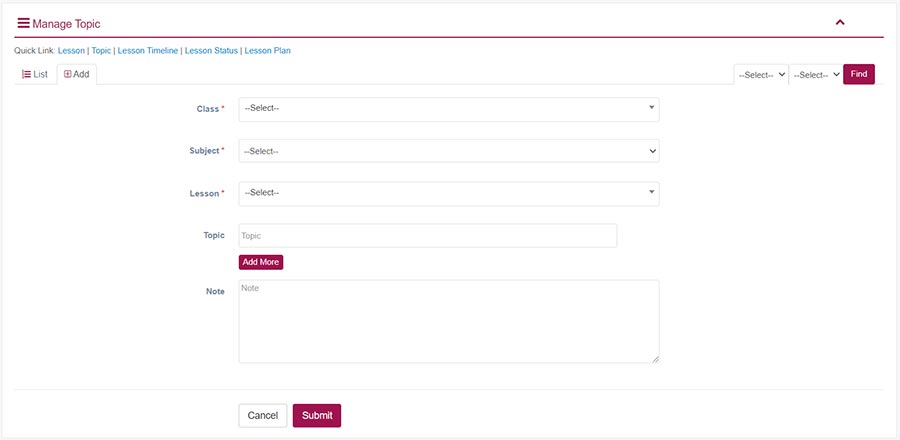 Manage Topic
Quick Link: Lesson | Topic | Lesson Timeline | Lesson Status | Lesson Plan
List Add --Select-- --Select-- Find
Class * --Select--
Subject * --Select--
Lesson * --Select--
Topic Topic
Add More
Note Note
Cancel Submit